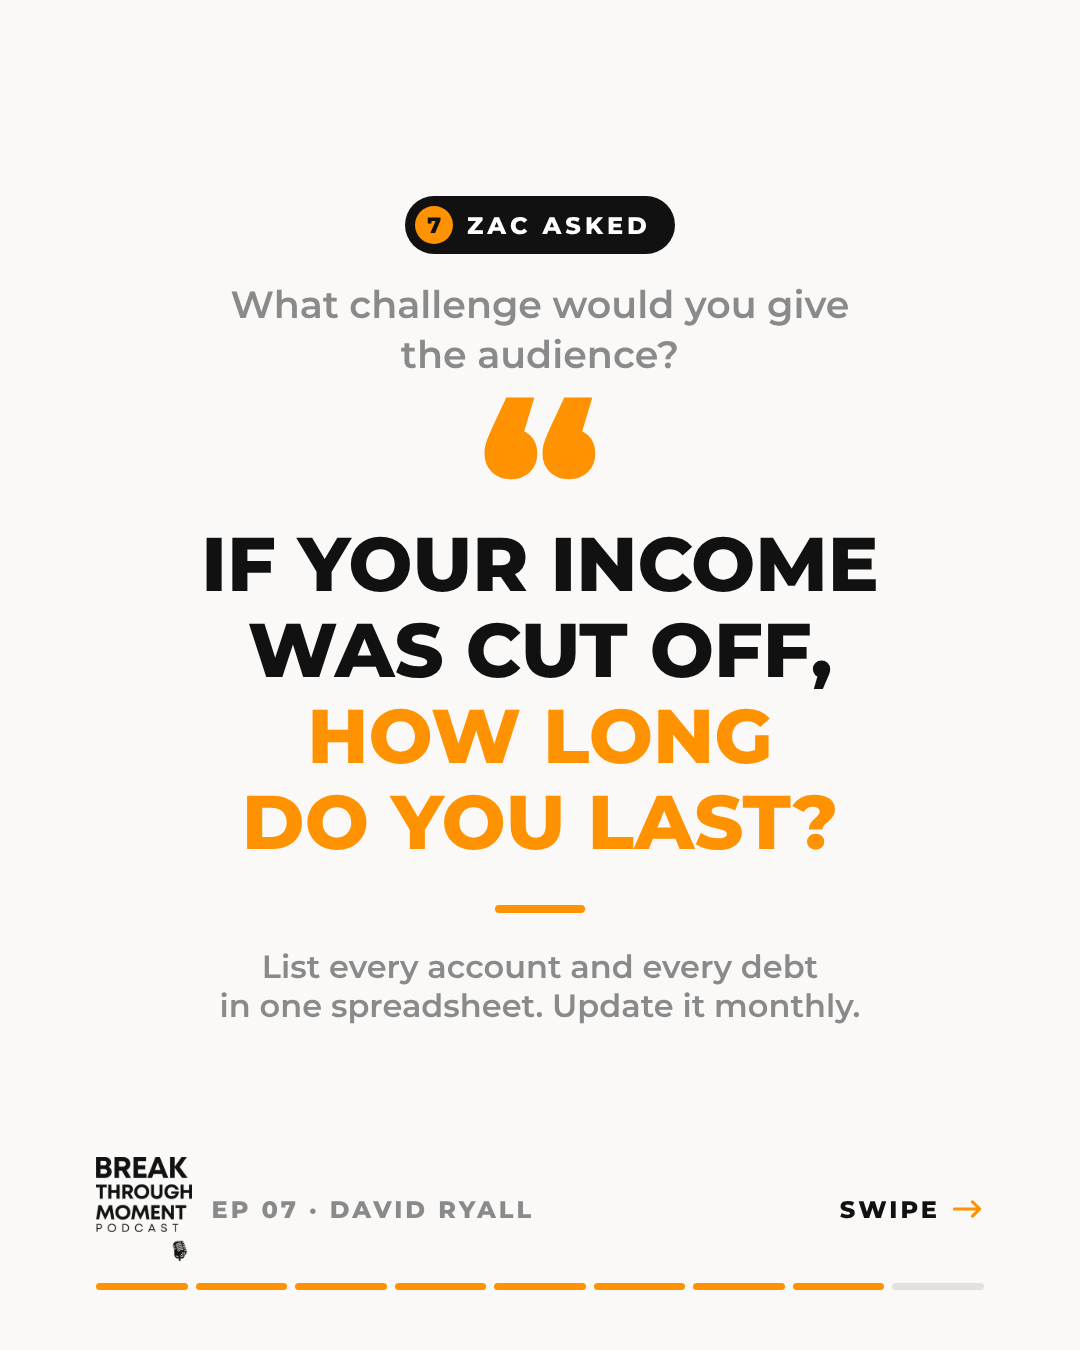 7 ZAC ASKED
What challenge would you give
the audience?
“
IF YOUR INCOME
WAS CUT OFF,
HOW LONG
DO YOU LAST?
List every account and every debt
in one spreadsheet. Update it monthly.
BREAK
THROUGH
MOMENT
PODCAST
EP 07 · DAVID RYALL
SWIPE →